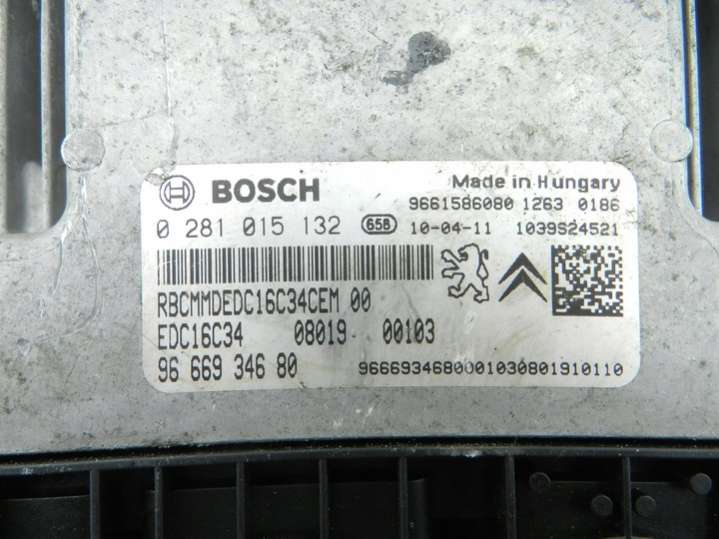 BOSCH Made in Hungary
9661586080 1263 0186
0 281 015 132 658 10-04-11 1039S24521
RBCMMDEDC16C34CEM 00
EDC16C34 08019 00103
96 669 346 80 9666934680001030801910110